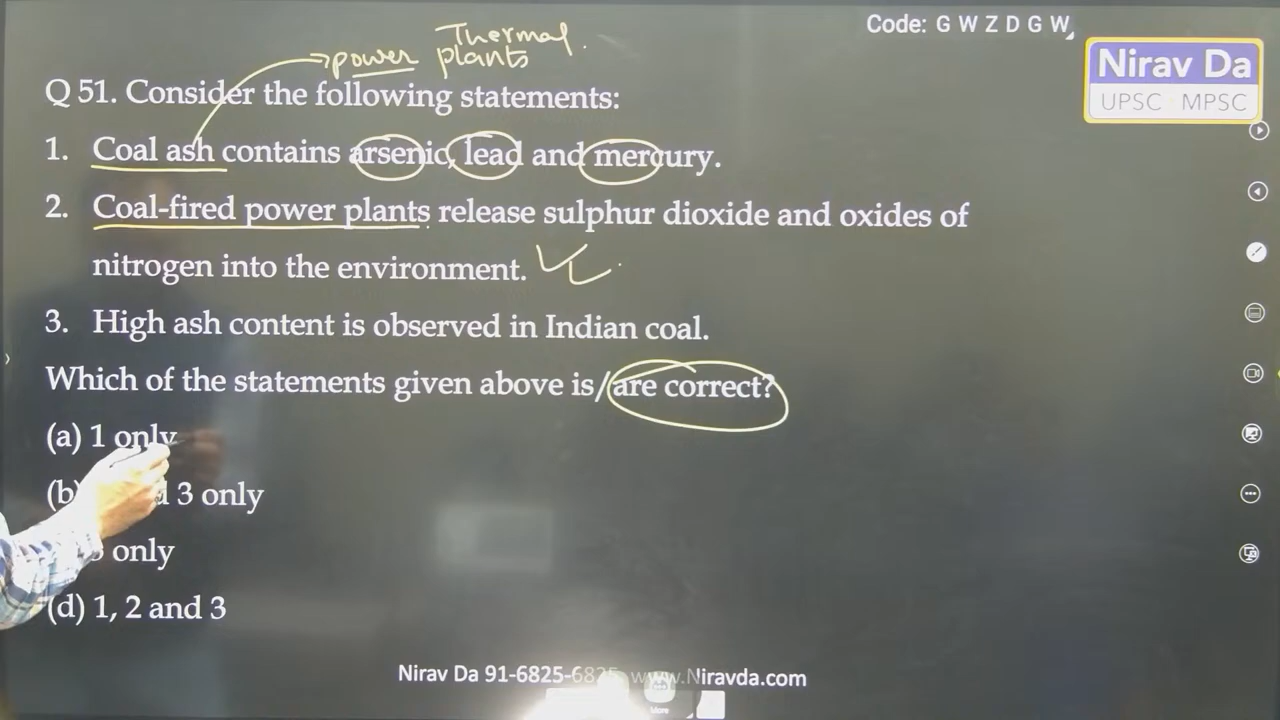 Code: G W Z D G W
Thermal
power plants
Nirav Da
UPSC MPSC
Q 51. Consider the following statements:
1. Coal ash contains arsenic, lead and mercury.
2. Coal-fired power plants release sulphur dioxide and oxides of
nitrogen into the environment.
3. High ash content is observed in Indian coal.
Which of the statements given above is/are correct?
(a) 1 only
(b) 3 only
only
(d) 1, 2 and 3
Nirav Da 91-6825-6825 www.Niravda.com
More